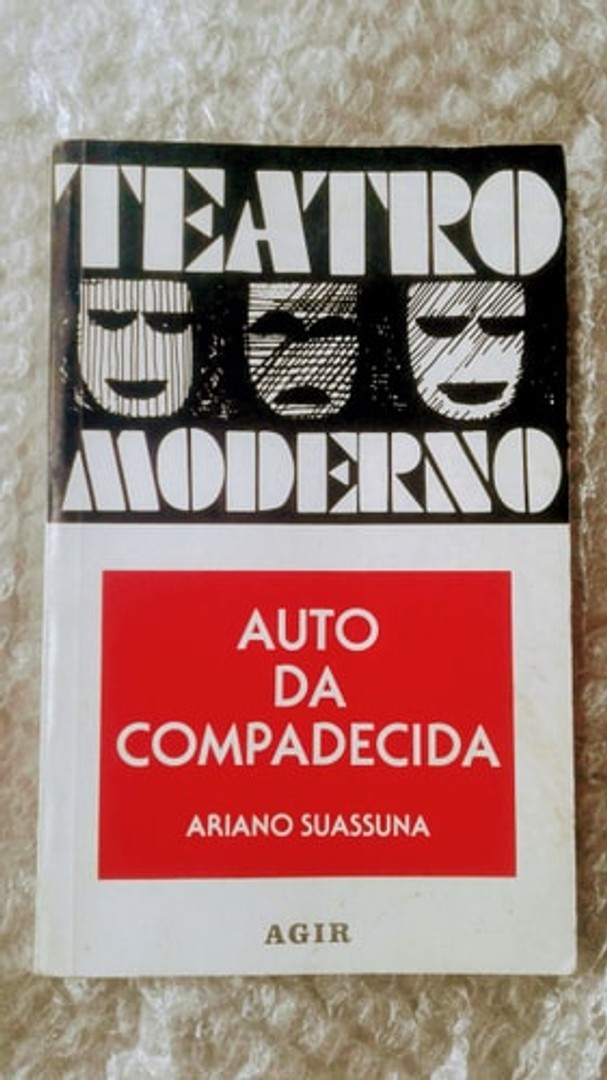 TEATRO
MODERNO
AUTO
DA
COMPADECIDA
ARIANO SUASSUNA
AGIR